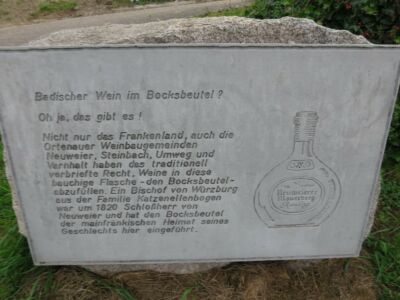 Badischer Wein im Bocksbeutel?
Oh ja, das gibt es!
Nicht nur das Frankenland, auch die
Ortenauer Weinbaugemeinden
Neuweier, Steinbach, Umweg und
Varnhalt haben das traditionell
verbriefte Recht, Weine in diese
bauchige Flasche -den Bocksbeutel-
abzufüllen. Ein Bischof von Würzburg
aus der Familie Katzenellenbogen
war um 1820 Schloßherr von
Neuweier und hat den Bocksbeutel
der mainfränkischen Heimat seines
Geschlechts hier eingeführt.
Neuweierer
Mauerberg